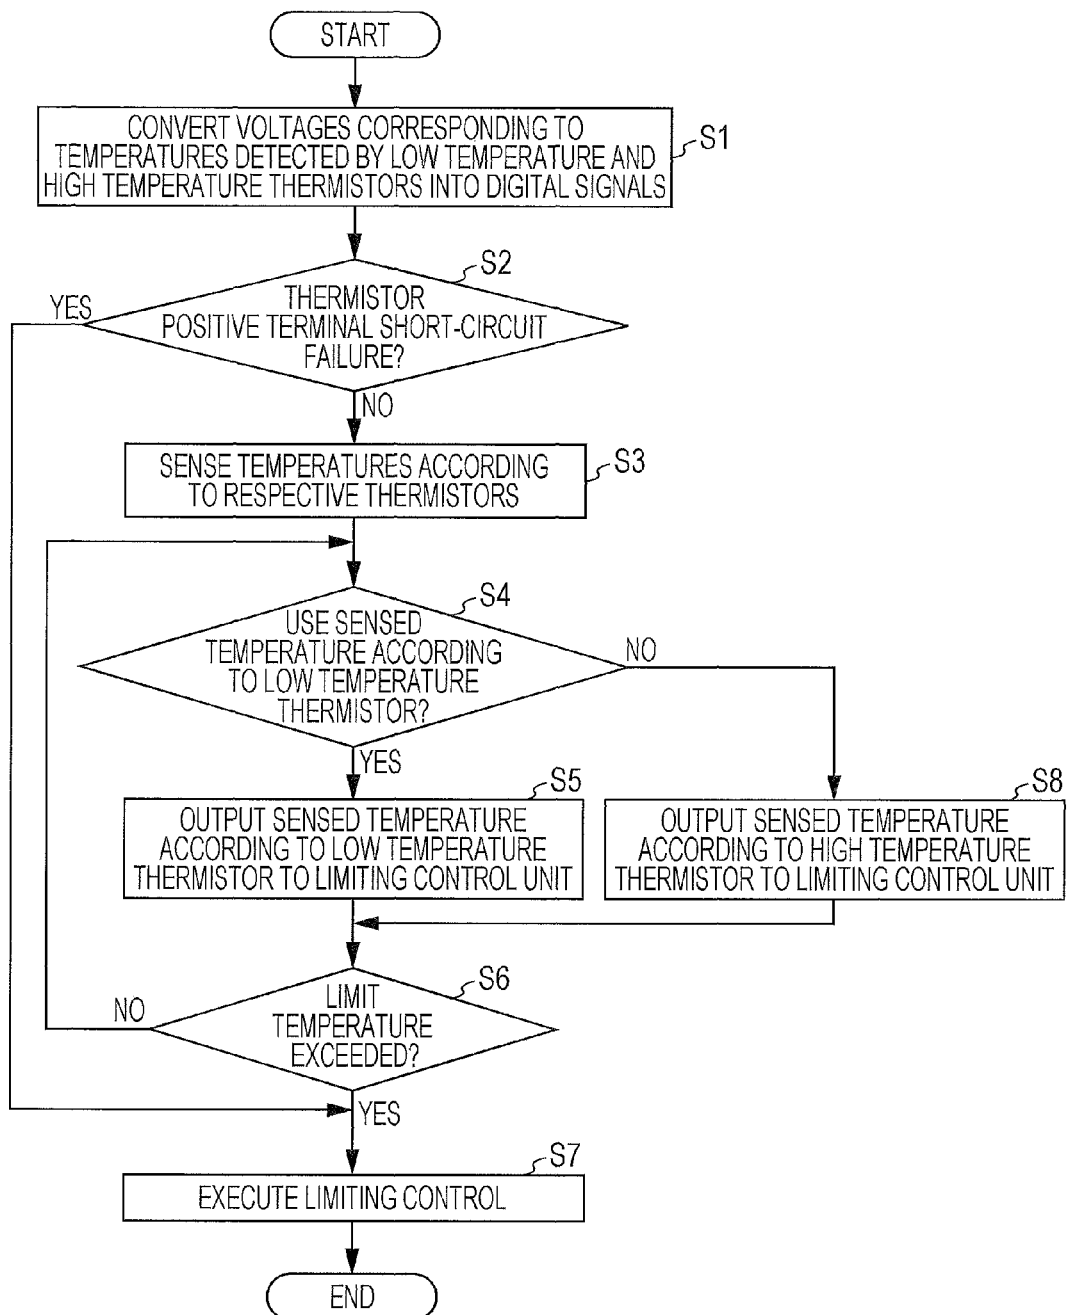 START
CONVERT VOLTAGES CORRESPONDING TO
TEMPERATURES DETECTED BY LOW TEMPERATURE AND
HIGH TEMPERATURE THERMISTORS INTO DIGITAL SIGNALS
S1
S2
YES
THERMISTOR
POSITIVE TERMINAL SHORT-CIRCUIT
FAILURE?
NO
SENSE TEMPERATURES ACCORDING
TO RESPECTIVE THERMISTORS
S3
S4
USE SENSED
TEMPERATURE ACCORDING
TO LOW TEMPERATURE
THERMISTOR?
NO
YES
S5
OUTPUT SENSED TEMPERATURE
ACCORDING TO LOW TEMPERATURE
THERMISTOR TO LIMITING CONTROL UNIT
S8
OUTPUT SENSED TEMPERATURE
ACCORDING TO HIGH TEMPERATURE
THERMISTOR TO LIMITING CONTROL UNIT
S6
NO
LIMIT
TEMPERATURE
EXCEEDED?
YES
S7
EXECUTE LIMITING CONTROL
END